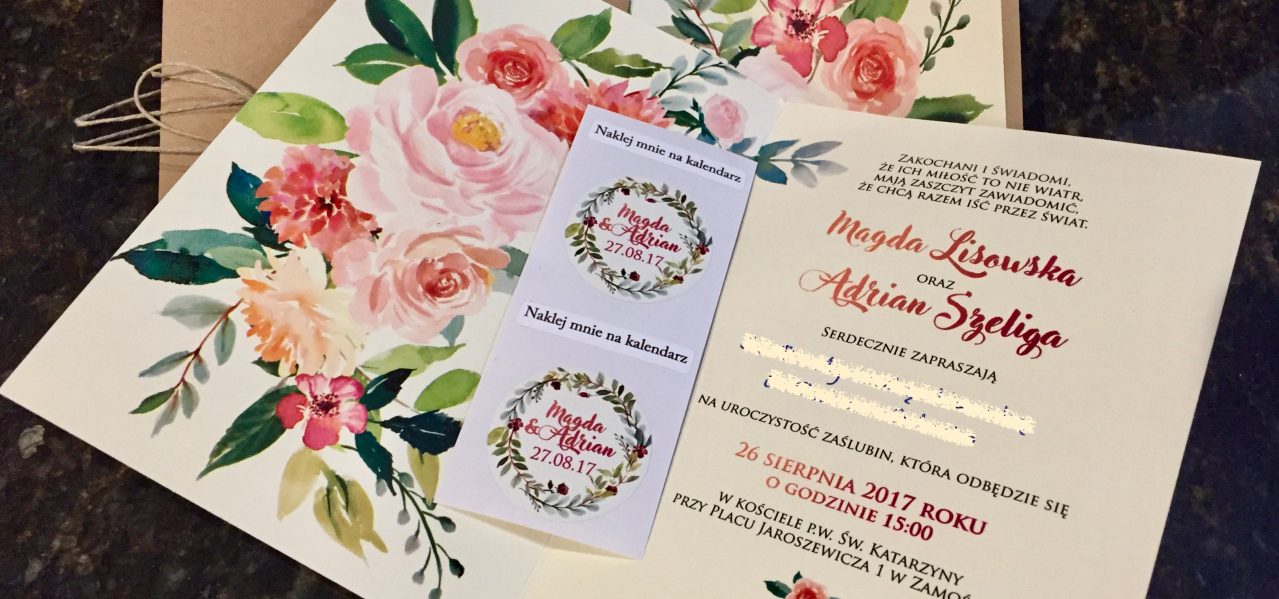 Naklej mnie na kalendarz
Magda
&Adrian
27.08.17
Naklej mnie na kalendarz
Magda
&Adrian
27.08.17
ZAKOCHANI I ŚWIADOMI,
ŻE ICH MIŁOŚĆ TO NIE WIATR,
MAJĄ ZASZCZYT ZAWIADOMIĆ,
ŻE CHCĄ RAZEM IŚĆ PRZEZ ŚWIAT.
Magda Lisowska
ORAZ
Adrian Szeliga
SERDECZNIE ZAPRASZAJĄ
NA UROCZYSTOŚĆ ZAŚLUBIN, KTÓRA ODBĘDZIE SIĘ
26 SIERPNIA 2017 ROKU
O GODZINIE 15:00
W KOŚCIELE P.W. ŚW. KATARZYNY
PRZY PLACU JAROSZEWICZA 1 W ZAMOŚ